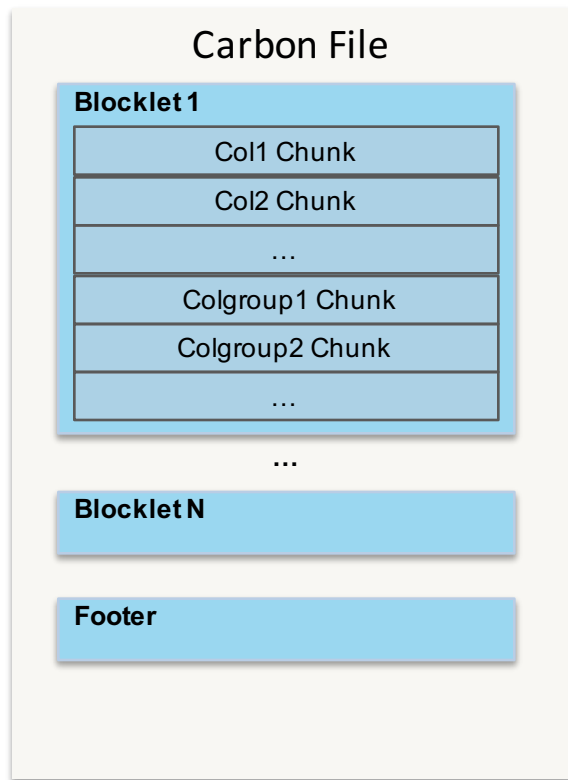 Carbon File
Blocklet 1
Col1 Chunk
Col2 Chunk
…
Colgroup1 Chunk
Colgroup2 Chunk
…
…
Blocklet N
Footer